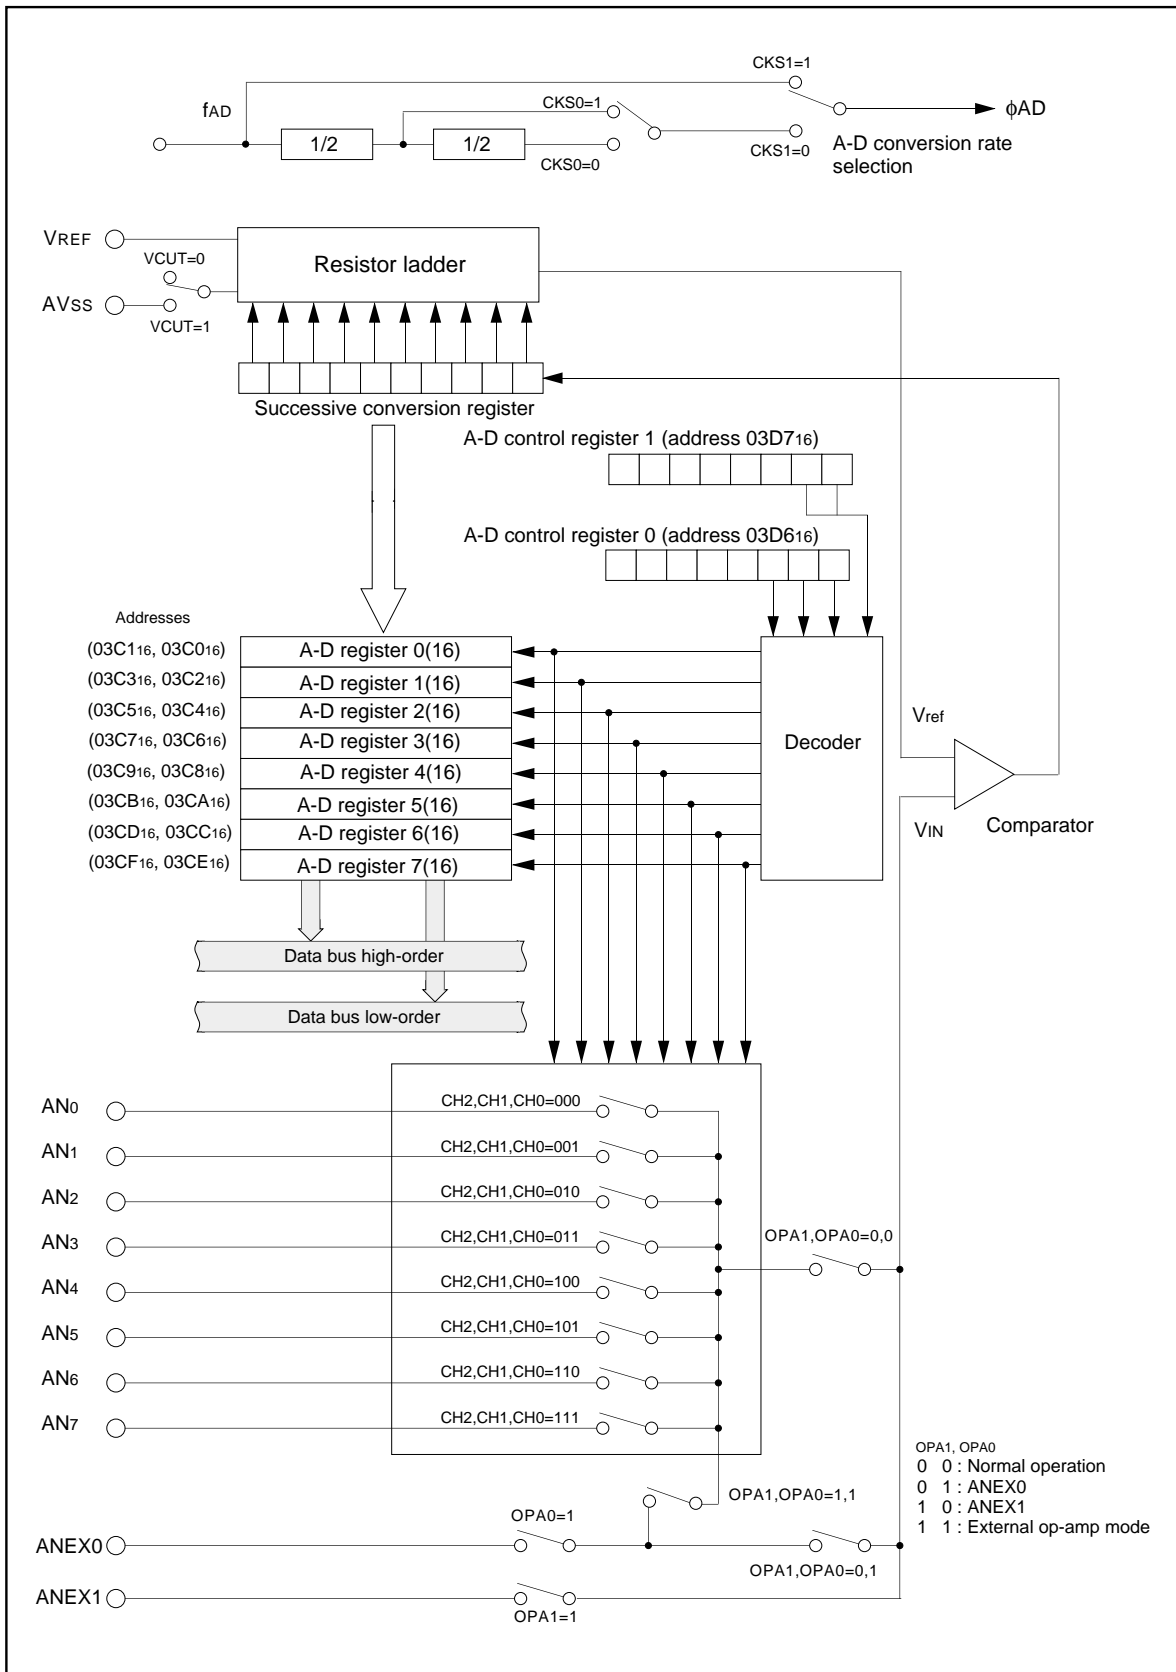 CKS1=1
fAD
CKS0=1
ϕAD
1/2
1/2
CKS0=0
CKS1=0
A-D conversion rate
selection
VREF
VCUT=0
Resistor ladder
AVSS
VCUT=1
Successive conversion register
A-D control register 1 (address 03D716)
A-D control register 0 (address 03D616)
Addresses
(03C116, 03C016)
A-D register 0(16)
(03C316, 03C216)
A-D register 1(16)
(03C516, 03C416)
A-D register 2(16)
(03C716, 03C616)
A-D register 3(16)
(03C916, 03C816)
A-D register 4(16)
(03CB16, 03CA16)
A-D register 5(16)
(03CD16, 03CC16)
A-D register 6(16)
(03CF16, 03CE16)
A-D register 7(16)
Decoder
Vref
VIN
Comparator
Data bus high-order
Data bus low-order
AN0
CH2,CH1,CH0=000
AN1
CH2,CH1,CH0=001
AN2
CH2,CH1,CH0=010
AN3
CH2,CH1,CH0=011
OPA1,OPA0=0,0
AN4
CH2,CH1,CH0=100
AN5
CH2,CH1,CH0=101
AN6
CH2,CH1,CH0=110
AN7
CH2,CH1,CH0=111
OPA1, OPA0
0 0 : Normal operation
0 1 : ANEX0
1 0 : ANEX1
1 1 : External op-amp mode
OPA1,OPA0=1,1
OPA0=1
ANEX0
OPA1,OPA0=0,1
ANEX1
OPA1=1